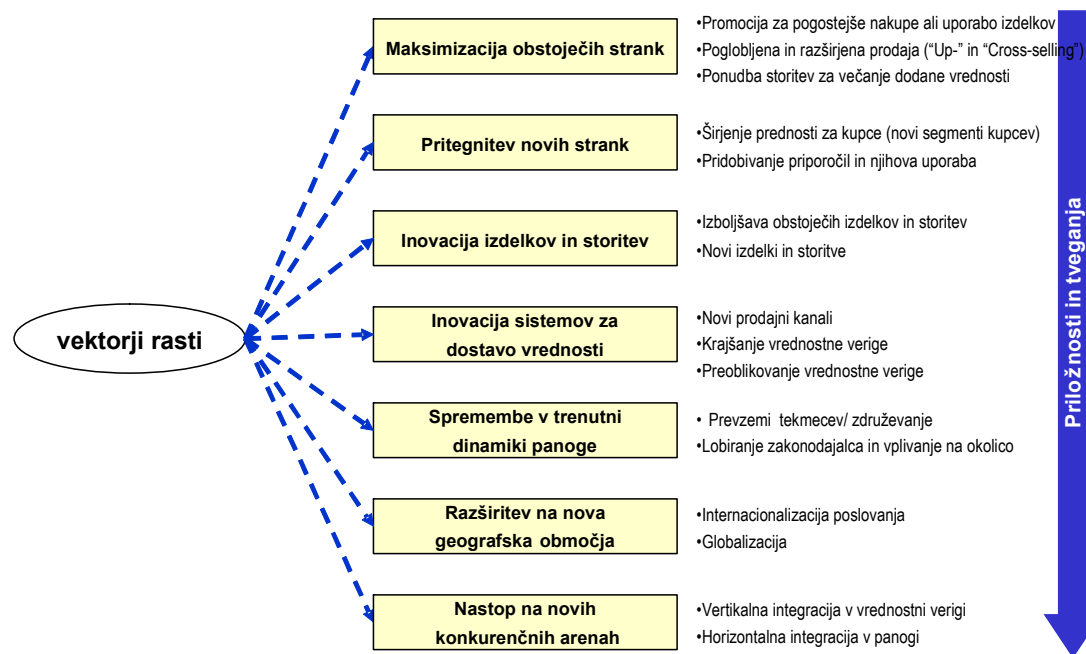 Maksimizacija obstoječih strank
•Promocija za pogostejše nakupe ali uporabo izdelkov
•Poglobljena in razširjena prodaja (“Up-” in “Cross-selling”)
•Ponudba storitev za večanje dodane vrednosti
Pritegnitev novih strank
•Širjenje prednosti za kupce (novi segmenti kupcev)
•Pridobivanje priporočil in njihova uporaba
Inovacija izdelkov in storitev
•Izboljšava obstoječih izdelkov in storitev
•Novi izdelki in storitve
vektorji rasti
Inovacija sistemov za
dostavo vrednosti
•Novi prodajni kanali
•Krajšanje vrednostne verige
•Preoblikovanje vrednostne verige
Spremembe v trenutni
dinamiki panoge
• Prevzemi tekmecev/ združevanje
•Lobiranje zakonodajalca in vplivanje na okolico
Razširitev na nova
geografska območja
•Internacionalizacija poslovanja
•Globalizacija
Nastop na novih
konkurenčnih arenah
•Vertikalna integracija v vrednostni verigi
•Horizontalna integracija v panogi
Priložnosti in tveganja